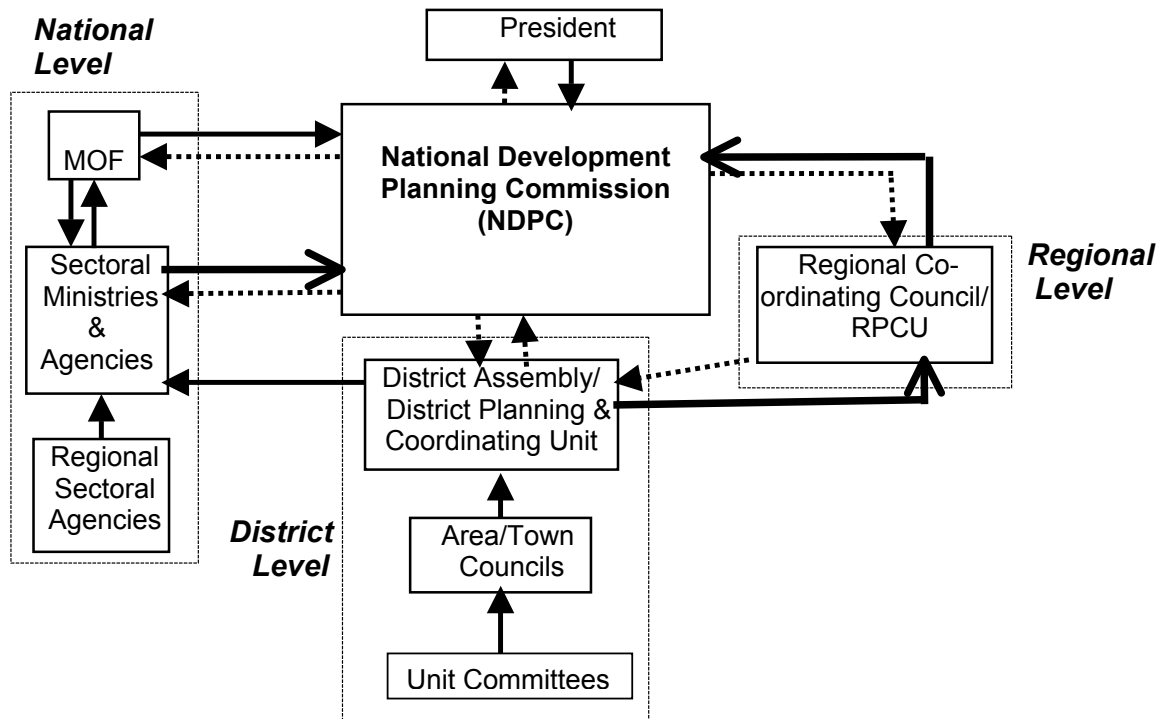 National
Level
President
MOF
National Development
Planning Commission
(NDPC)
Sectoral
Ministries
&
Agencies
Regional Co-
ordinating Council/
RPCU
Regional
Level
District Assembly/
District Planning &
Coordinating Unit
Regional
Sectoral
Agencies
District
Level
Area/Town
Councils
Unit Committees